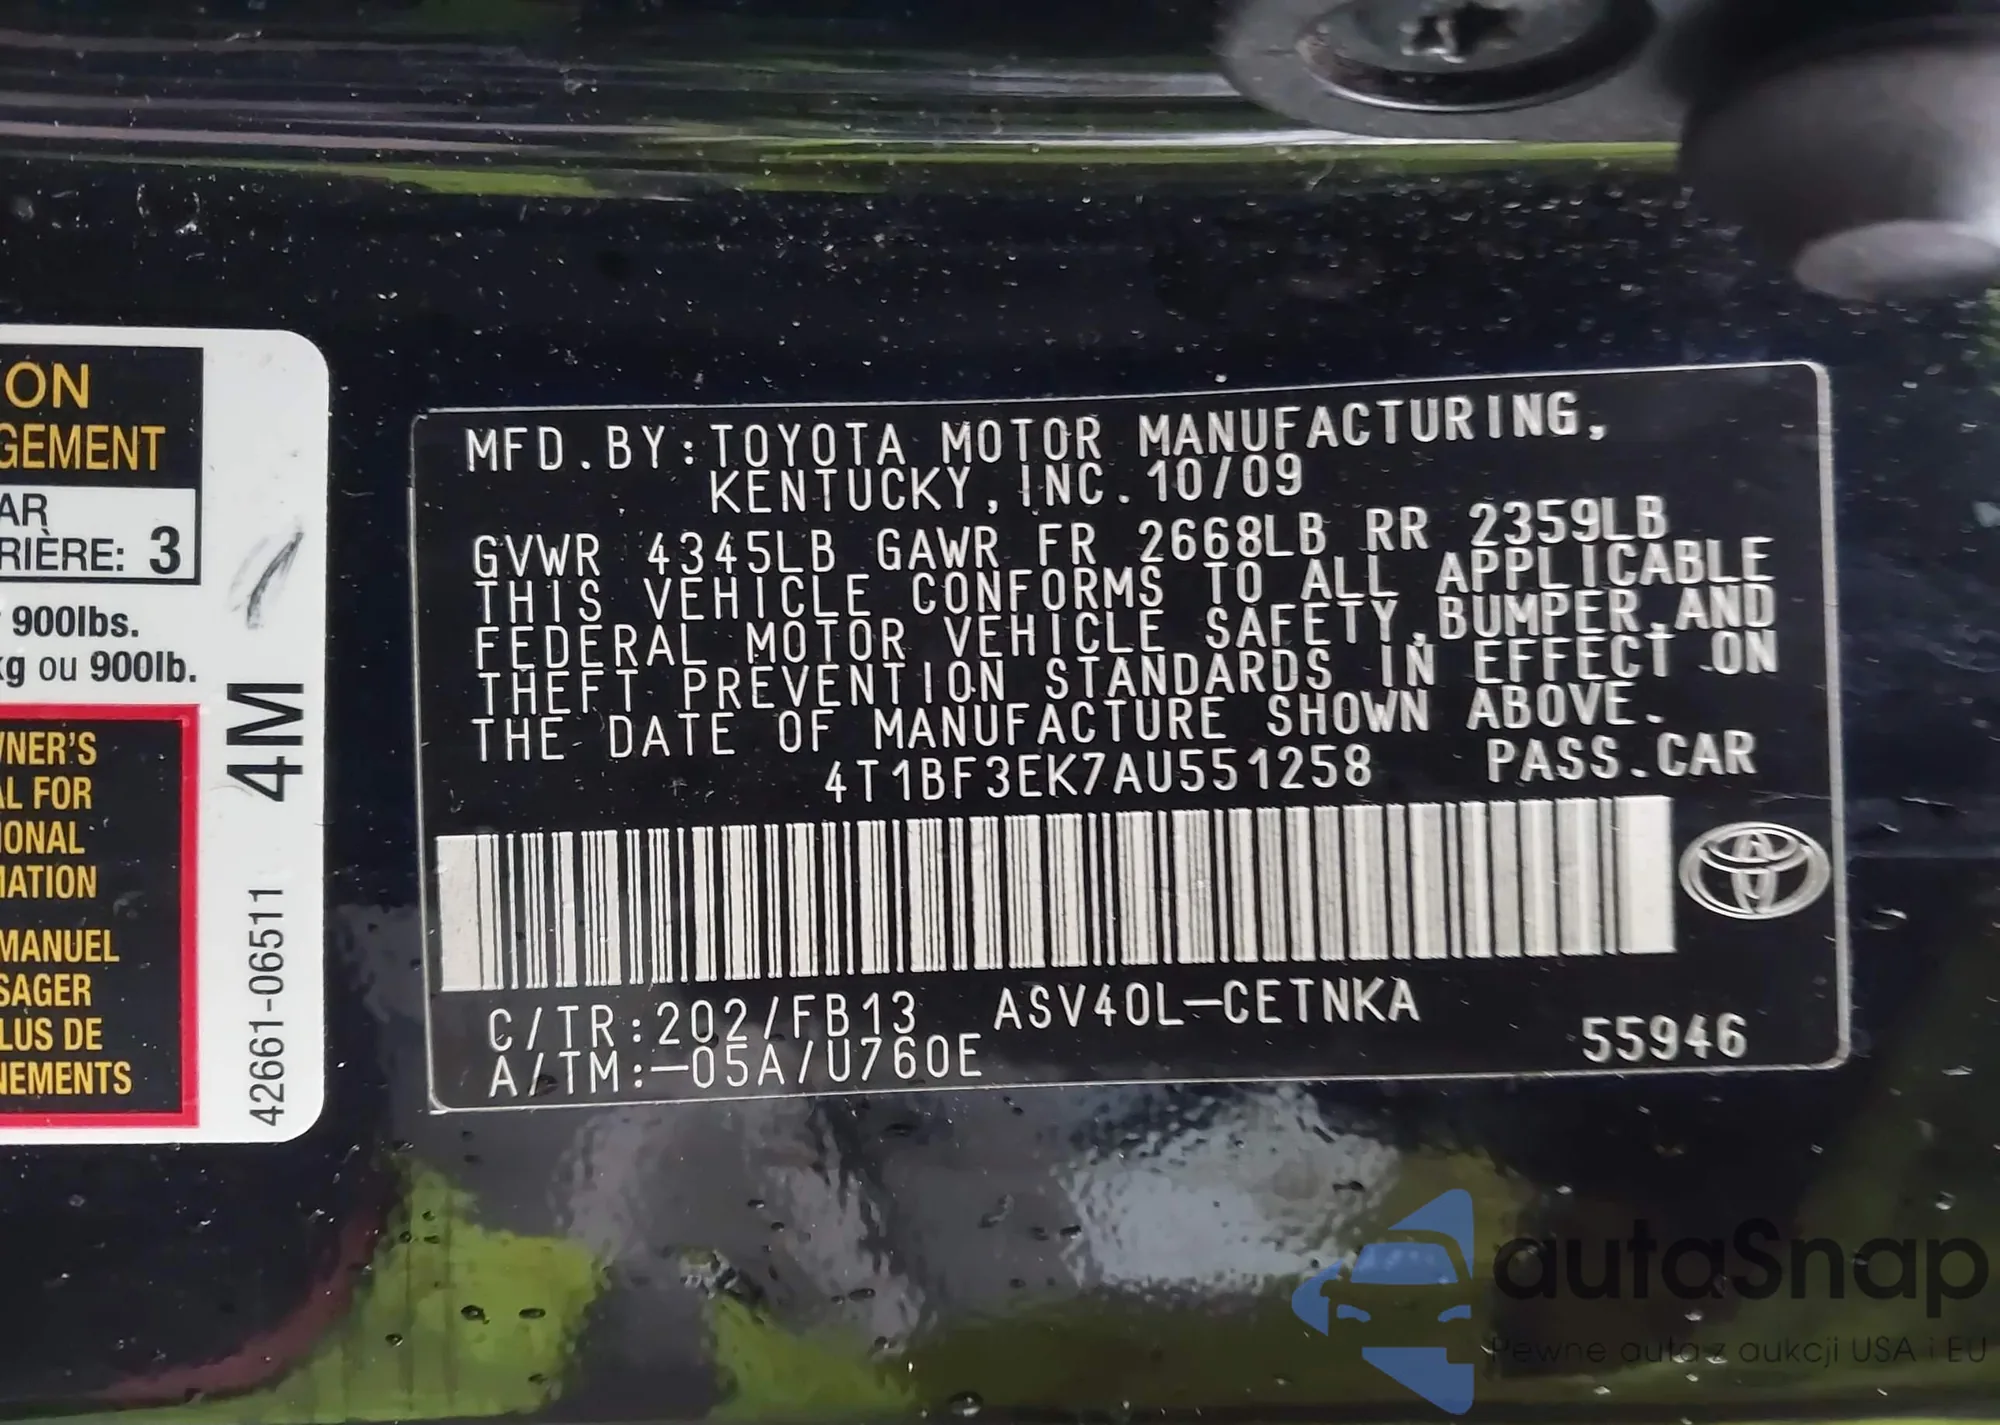 ON
GEMENT
AR
RIÈRE: 3
900lbs.
kg ou 900lb.
WNER'S
AL FOR
IONAL
MATION
MANUEL
SAGER
LUS DE
NEMENTS
4M
42661-06511
MFD.BY:TOYOTA MOTOR MANUFACTURING,
KENTUCKY,INC.10/09
GVWR 4345LB GAWR FR 2668LB RR 2359LB
THIS VEHICLE CONFORMS TO ALL APPLICABLE
FEDERAL MOTOR VEHICLE SAFETY,BUMPER,AND
THEFT PREVENTION STANDARDS IN EFFECT ON
THE DATE OF MANUFACTURE SHOWN ABOVE.
4T1BF3EK7AU551258 PASS.CAR
C/TR:202/FB13 ASV40L-CETNKA
A/TM:-05A/U760E 55946
autaSnap
Pewne auta z aukcji USA i EU